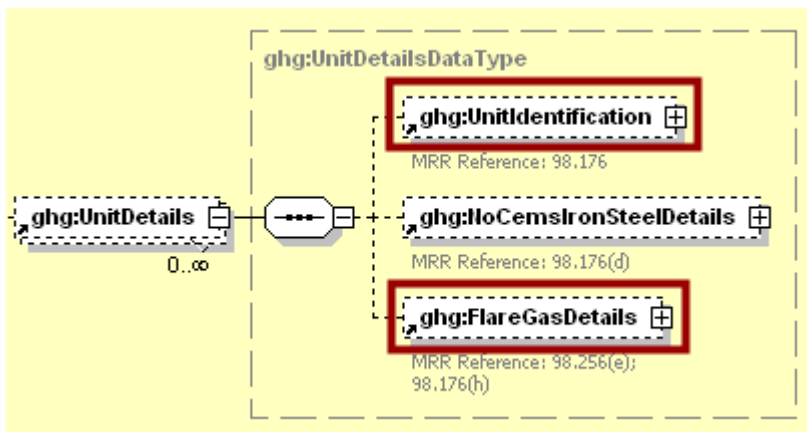 ghg:UnitDetailsDataType
ghg:UnitIdentification
MRR Reference: 98.176
ghg:UnitDetails
0..∞
ghg:NoCemsIronSteelDetails
MRR Reference: 98.176(d)
ghg:FlareGasDetails
MRR Reference: 98.256(e);
98.176(h)